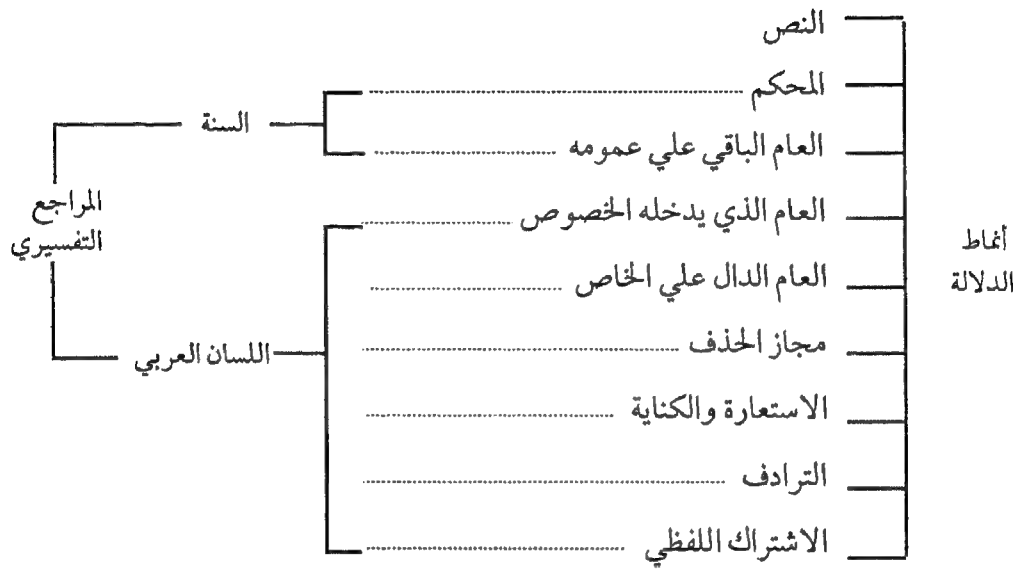 أنماط
الدلالة
النص
المحكم
العام الباقي علي عمومه
العام الذي يدخله الخصوص
العام الدال علي الخاص
مجاز الحذف
الاستعارة والكناية
الترادف
الاشتراك اللفظي
السنة
اللسان العربي
المراجع
التفسيري